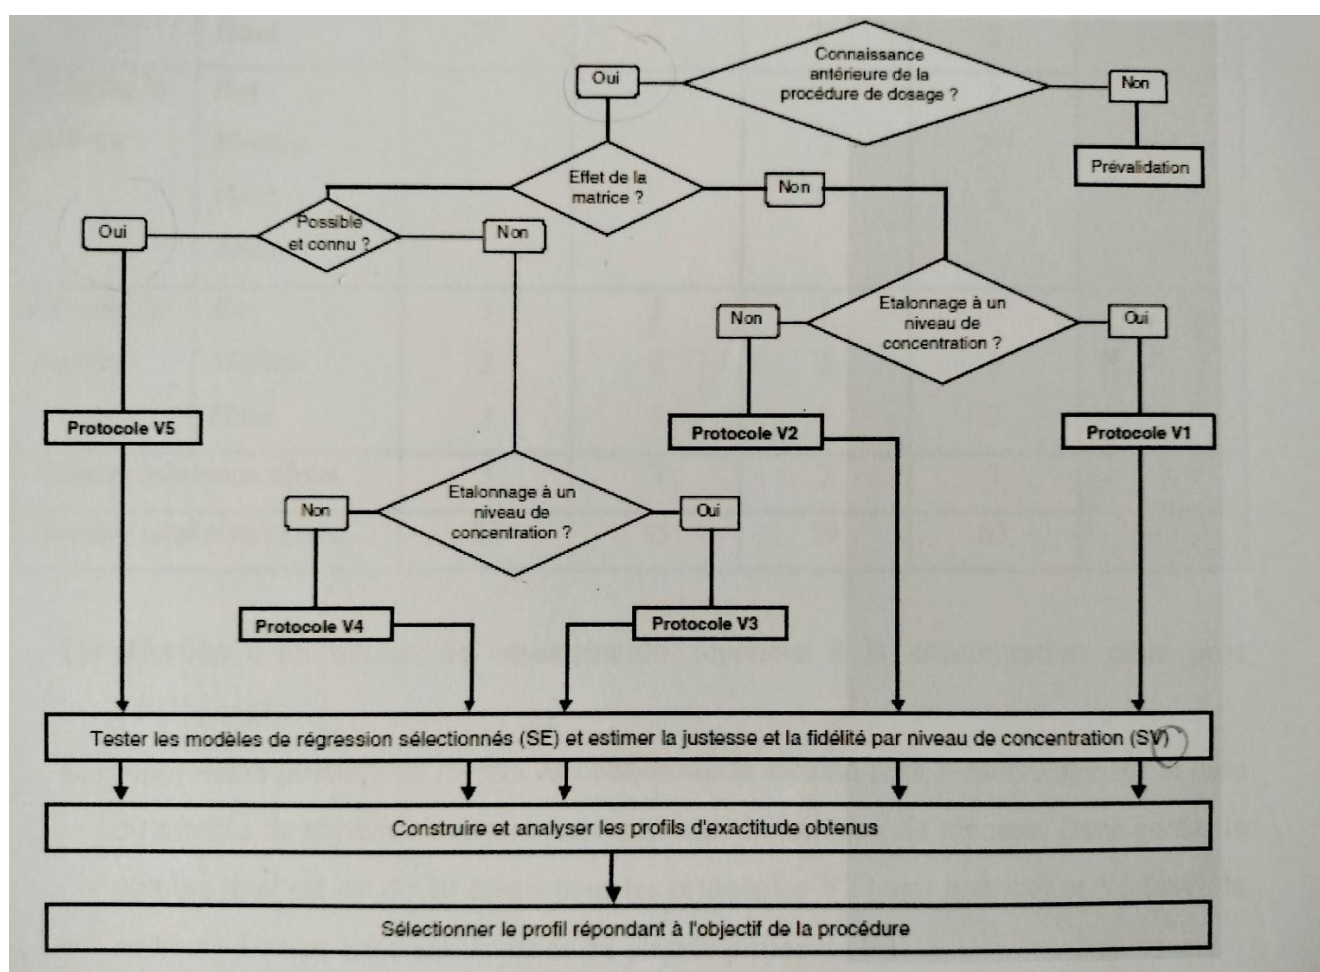 Connaissance
antérieure de la
procédure de dosage ?
Oui
Non
Prévalidation
Effet de la
matrice ?
Non
Possible
et connu ?
Oui
Non
Etalonnage à un
niveau de
concentration ?
Non
Oui
Protocole V5
Protocole V2
Protocole V1
Etalonnage à un
niveau de
concentration ?
Non
Oui
Protocole V4
Protocole V3
Tester les modèles de régression sélectionnés (SE) et estimer la justesse et la fidélité par niveau de concentration (SV)
Construire et analyser les profils d'exactitude obtenus
Sélectionner le profil répondant à l'objectif de la procédure